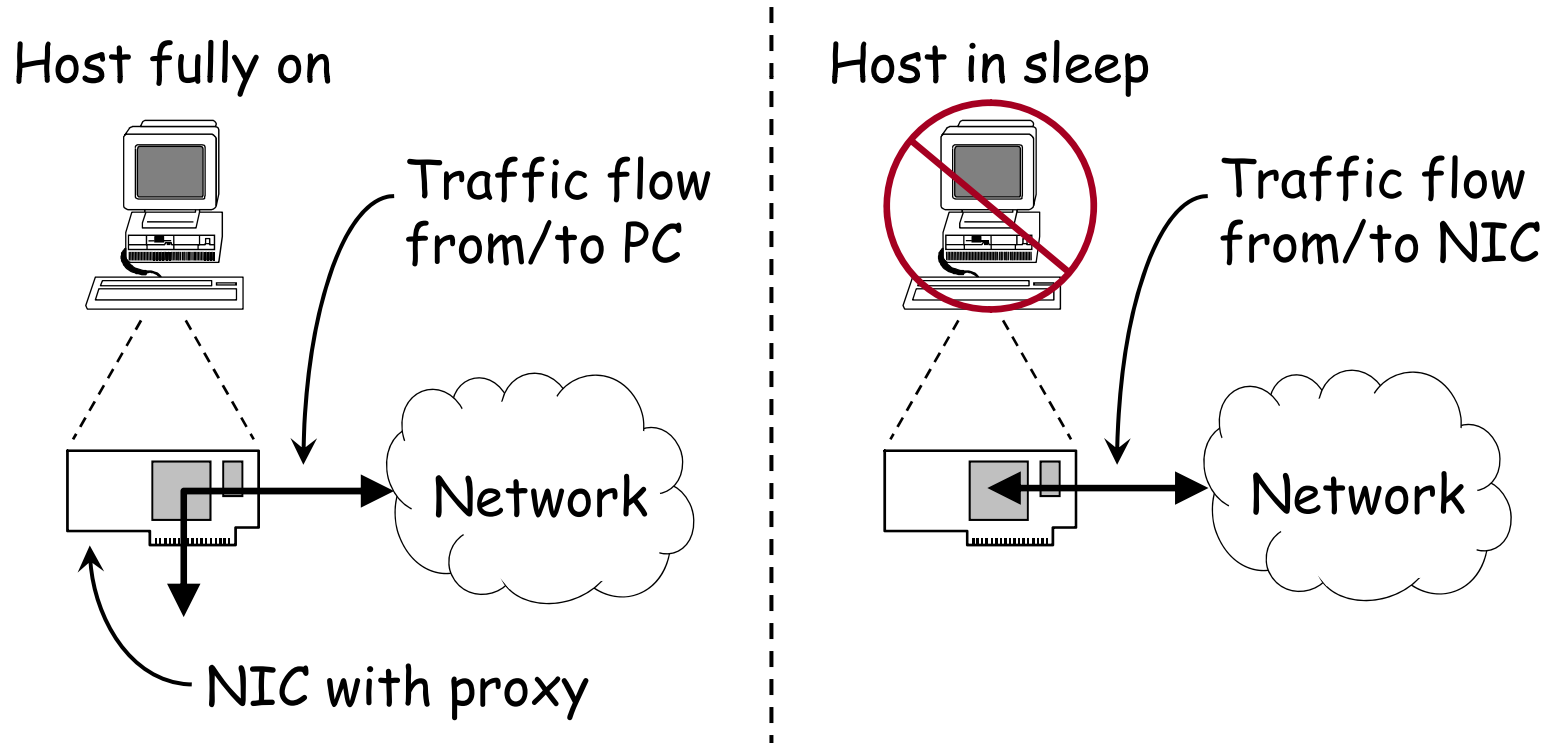 Host fully on
Traffic flow
from/to PC
Network
NIC with proxy
Host in sleep
Traffic flow
from/to NIC
Network